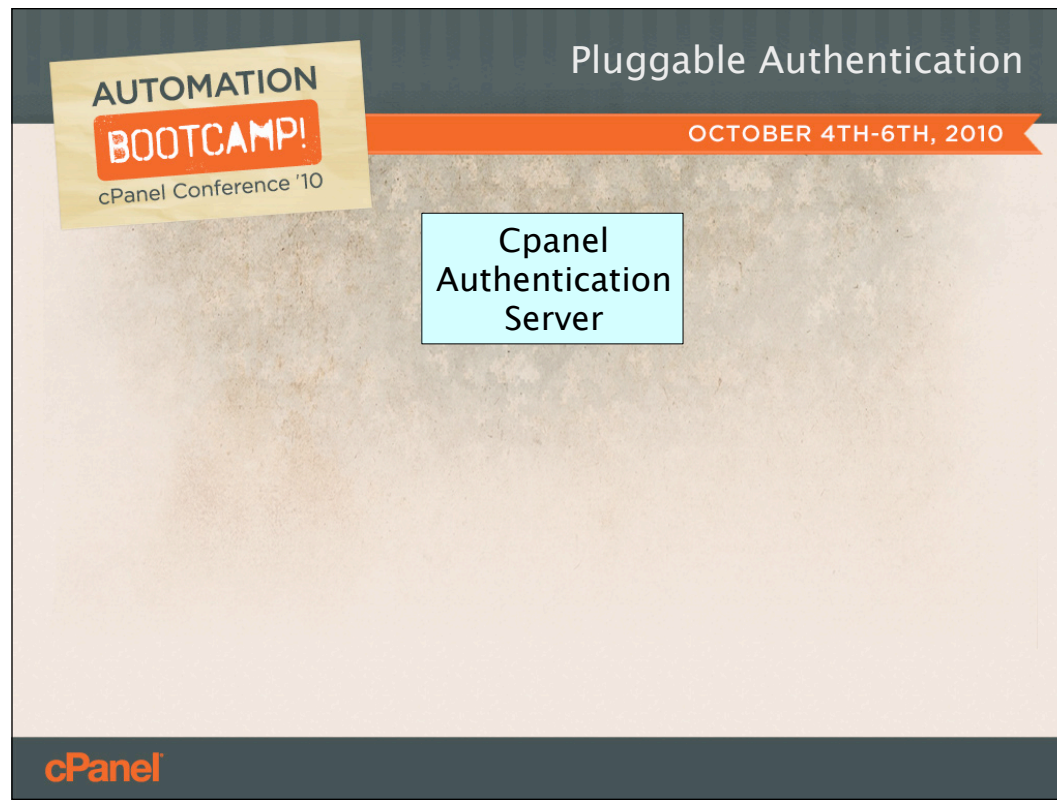 Pluggable Authentication
AUTOMATION
BOOTCAMP!
cPanel Conference '10
OCTOBER 4TH-6TH, 2010
Cpanel
Authentication
Server
cPanel